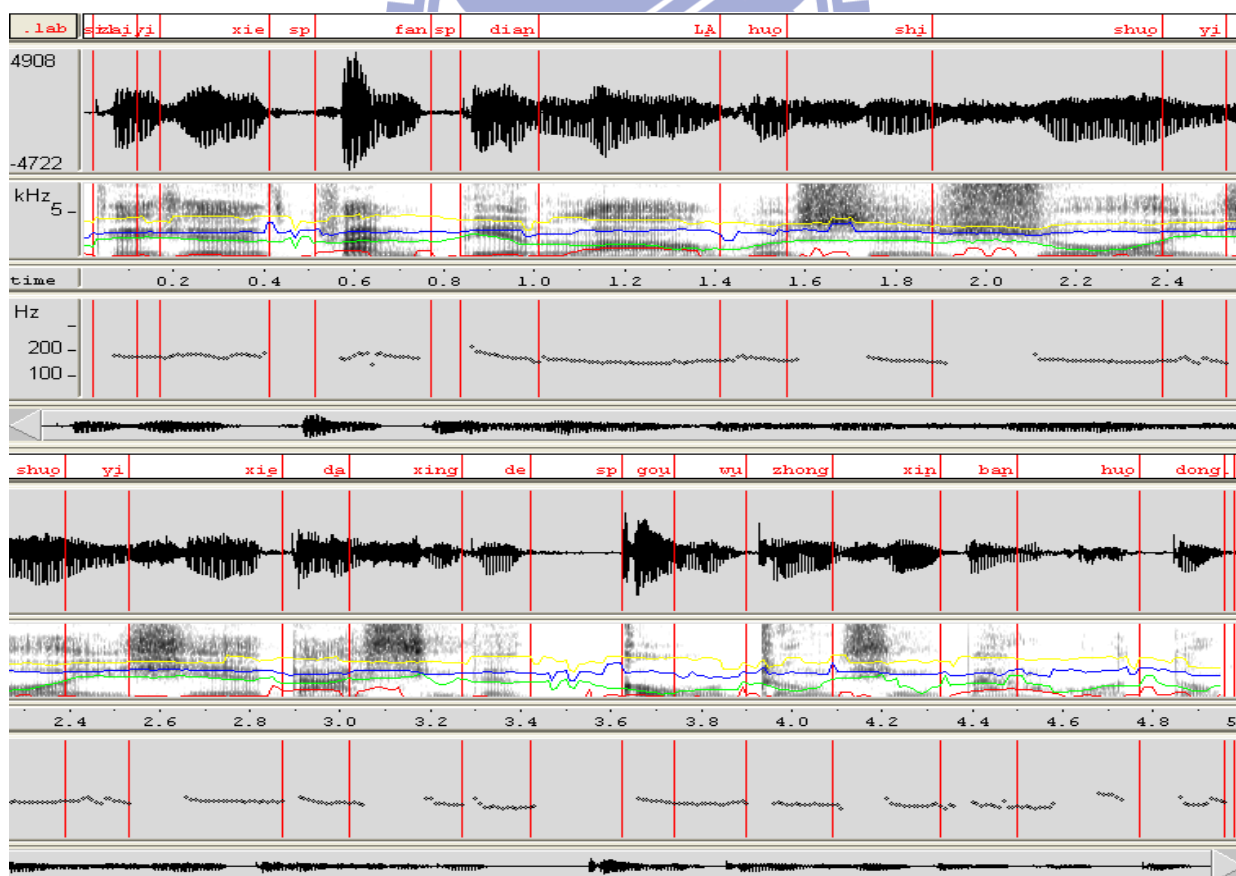 .lab zai yi xie sp fan sp dian LA huo shi shuo yi
4908
-4722
kHz
5
time 0.2 0.4 0.6 0.8 1.0 1.2 1.4 1.6 1.8 2.0 2.2 2.4
Hz
200
100
shuo yi xie da xing de sp gou wu zhong xin ban huo dong
2.4 2.6 2.8 3.0 3.2 3.4 3.6 3.8 4.0 4.2 4.4 4.6 4.8 5